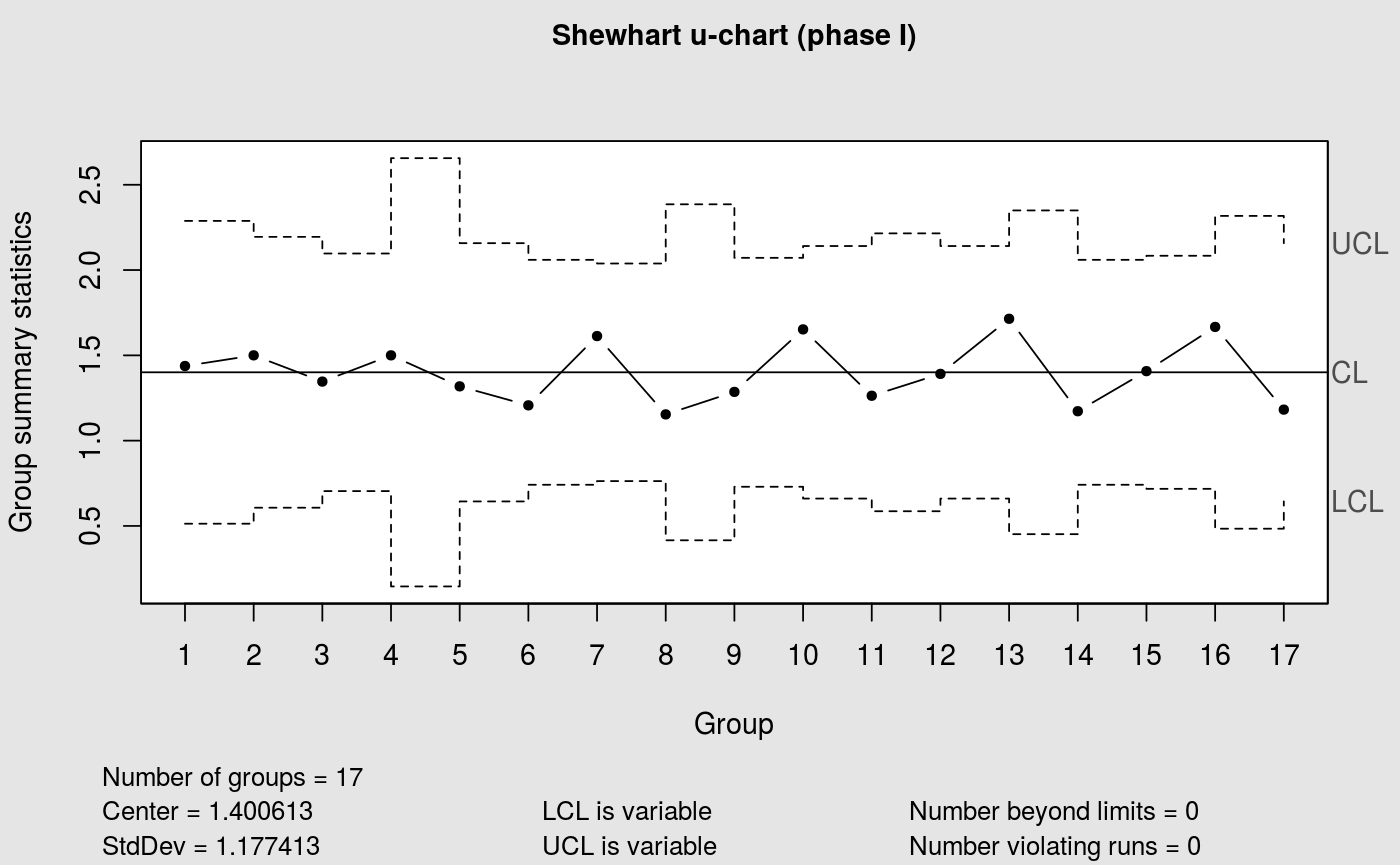 Shewhart u-chart (phase I)
Group summary statistics
2.5
2.0
1.5
1.0
0.5
UCL
CL
LCL
1 2 3 4 5 6 7 8 9 10 11 12 13 14 15 16 17
Group
Number of groups = 17
Center = 1.400613 LCL is variable Number beyond limits = 0
StdDev = 1.177413 UCL is variable Number violating runs = 0